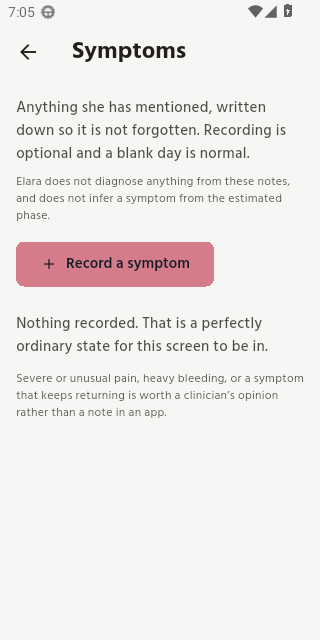 7:05
Symptoms
Anything she has mentioned, written
down so it is not forgotten. Recording is
optional and a blank day is normal.
Elara does not diagnose anything from these notes,
and does not infer a symptom from the estimated
phase.
+ Record a symptom
Nothing recorded. That is a perfectly
ordinary state for this screen to be in.
Severe or unusual pain, heavy bleeding, or a symptom
that keeps returning is worth a clinician’s opinion
rather than a note in an app.